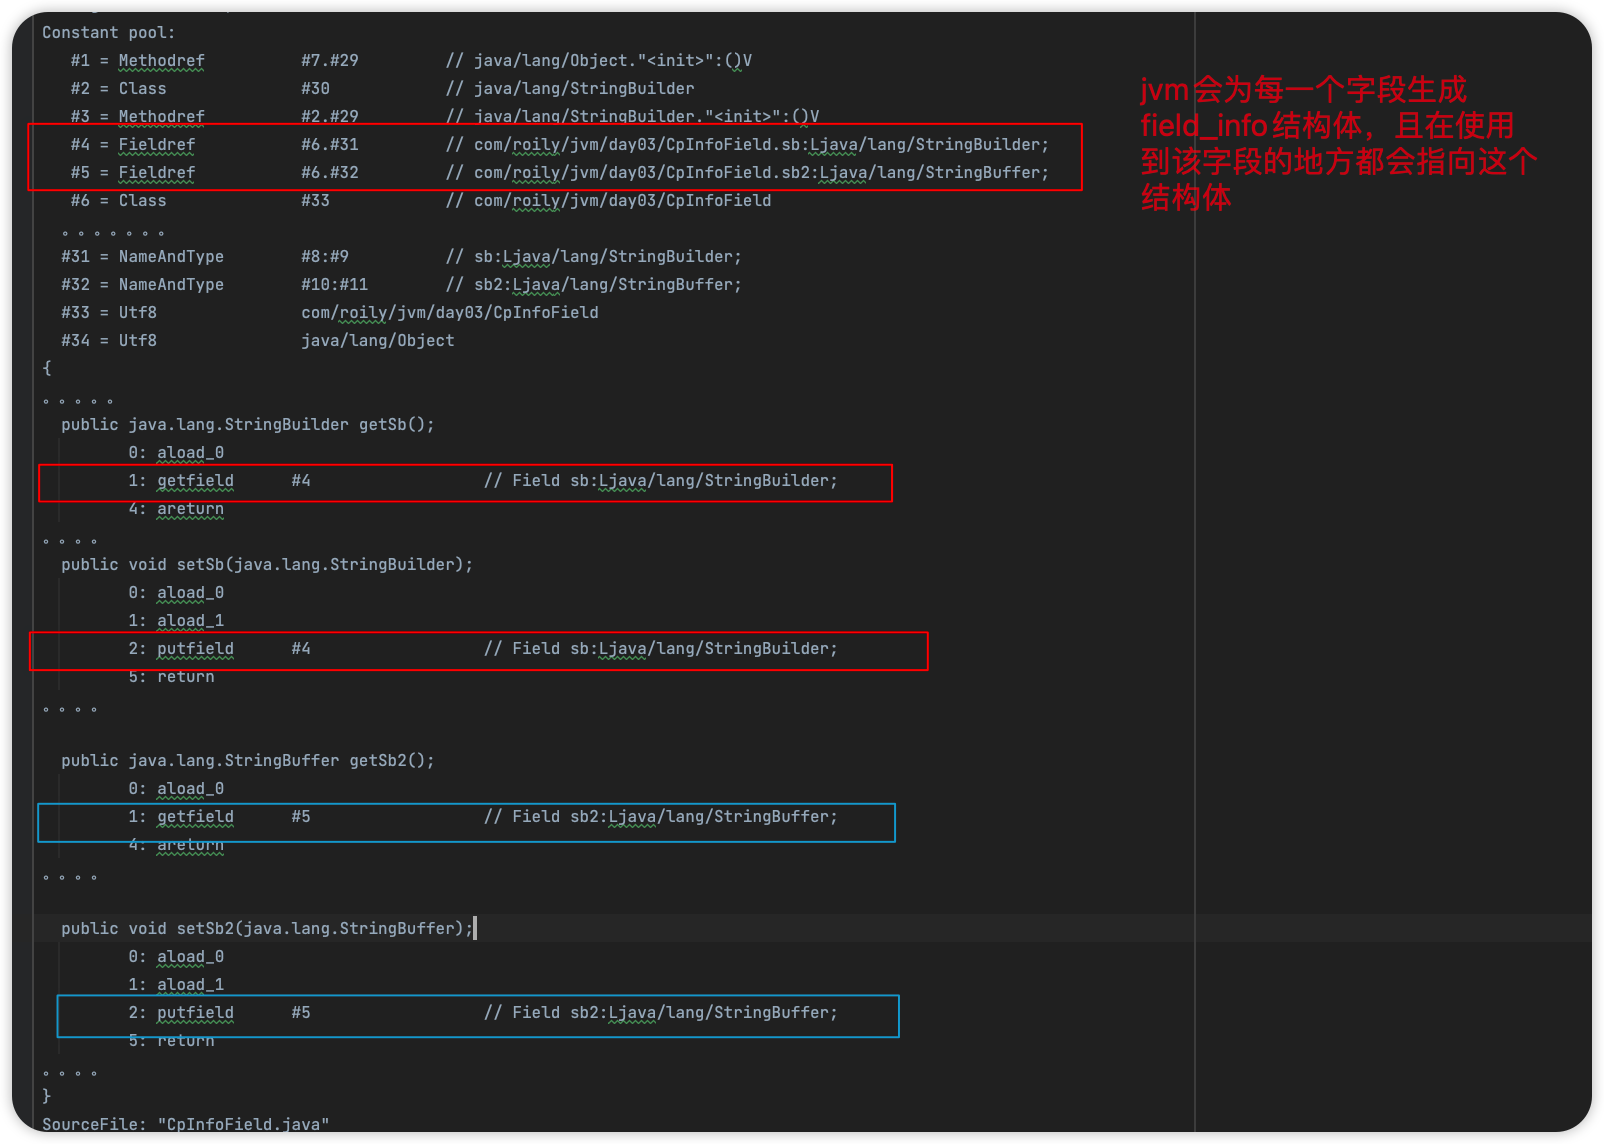 Constant pool:
#1 = Methodref #7.#29 // java/lang/Object."<init>":()V
#2 = Class #30 // java/lang/StringBuilder
#3 = Methodref #2.#29 // java/lang/StringBuilder."<init>":()V
#4 = Fieldref #6.#31 // com/roily/jvm/day03/CpInfoField.sb:Ljava/lang/StringBuilder;
#5 = Fieldref #6.#32 // com/roily/jvm/day03/CpInfoField.sb2:Ljava/lang/StringBuffer;
#6 = Class #33 // com/roily/jvm/day03/CpInfoField
。。。。。。。
#31 = NameAndType #8:#9 // sb:Ljava/lang/StringBuilder;
#32 = NameAndType #10:#11 // sb2:Ljava/lang/StringBuffer;
#33 = Utf8 com/roily/jvm/day03/CpInfoField
#34 = Utf8 java/lang/Object
{
。。。。。
public java.lang.StringBuilder getSb();
0: aload_0
1: getfield #4 // Field sb:Ljava/lang/StringBuilder;
4: areturn
。。。。
public void setSb(java.lang.StringBuilder);
0: aload_0
1: aload_1
2: putfield #4 // Field sb:Ljava/lang/StringBuilder;
5: return
。。。。
public java.lang.StringBuffer getSb2();
0: aload_0
1: getfield #5 // Field sb2:Ljava/lang/StringBuffer;
4: areturn
。。。。
public void setSb2(java.lang.StringBuffer);
0: aload_0
1: aload_1
2: putfield #5 // Field sb2:Ljava/lang/StringBuffer;
5: return
。。。。
}
SourceFile: "CpInfoField.java"
jvm会为每一个字段生成
field_info结构体，且在使用
到该字段的地方都会指向这个
结构体